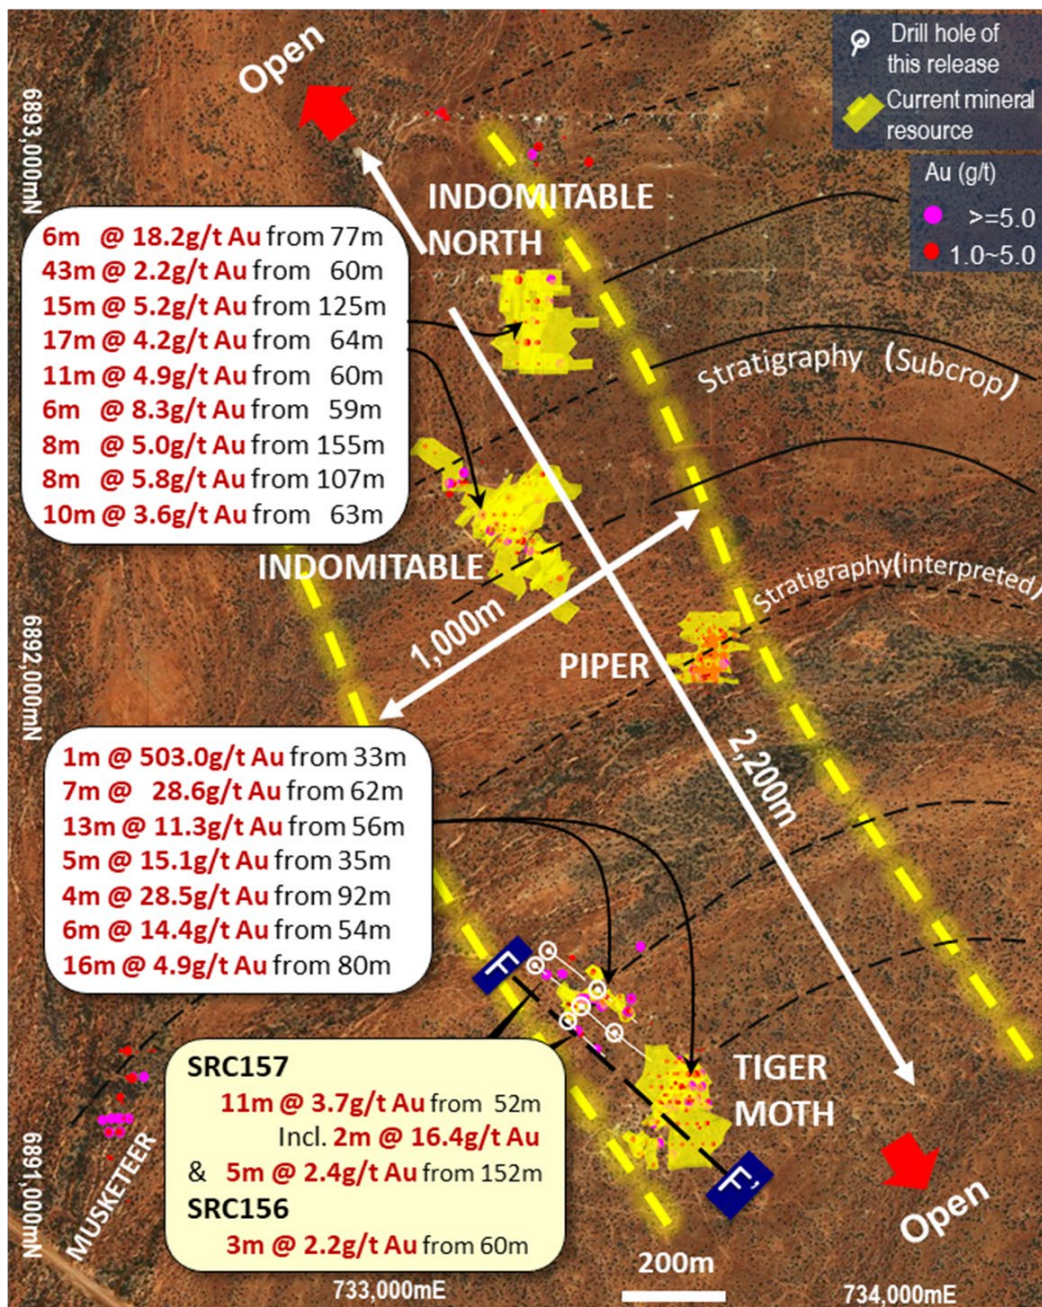 Open
Drill hole of
this release
Current mineral
resource
Au (g/t)
>=5.0
1.0~5.0
6893,000mN
INDOMITABLE
NORTH
6m @ 18.2g/t Au from 77m
43m @ 2.2g/t Au from 60m
15m @ 5.2g/t Au from 125m
17m @ 4.2g/t Au from 64m
11m @ 4.9g/t Au from 60m
6m @ 8.3g/t Au from 59m
8m @ 5.0g/t Au from 155m
8m @ 5.8g/t Au from 107m
10m @ 3.6g/t Au from 63m
Stratigraphy (Subcrop)
INDOMITABLE
Stratigraphy(interpreted)
1,000m
6892,000mN
PIPER
2,200m
1m @ 503.0g/t Au from 33m
7m @ 28.6g/t Au from 62m
13m @ 11.3g/t Au from 56m
5m @ 15.1g/t Au from 35m
4m @ 28.5g/t Au from 92m
6m @ 14.4g/t Au from 54m
16m @ 4.9g/t Au from 80m
F
TIGER
MOTH
SRC157
11m @ 3.7g/t Au from 52m
Incl. 2m @ 16.4g/t Au
& 5m @ 2.4g/t Au from 152m
SRC156
3m @ 2.2g/t Au from 60m
F'
MUSKETEER
6891,000mN
Open
200m
733,000mE
734,000mE